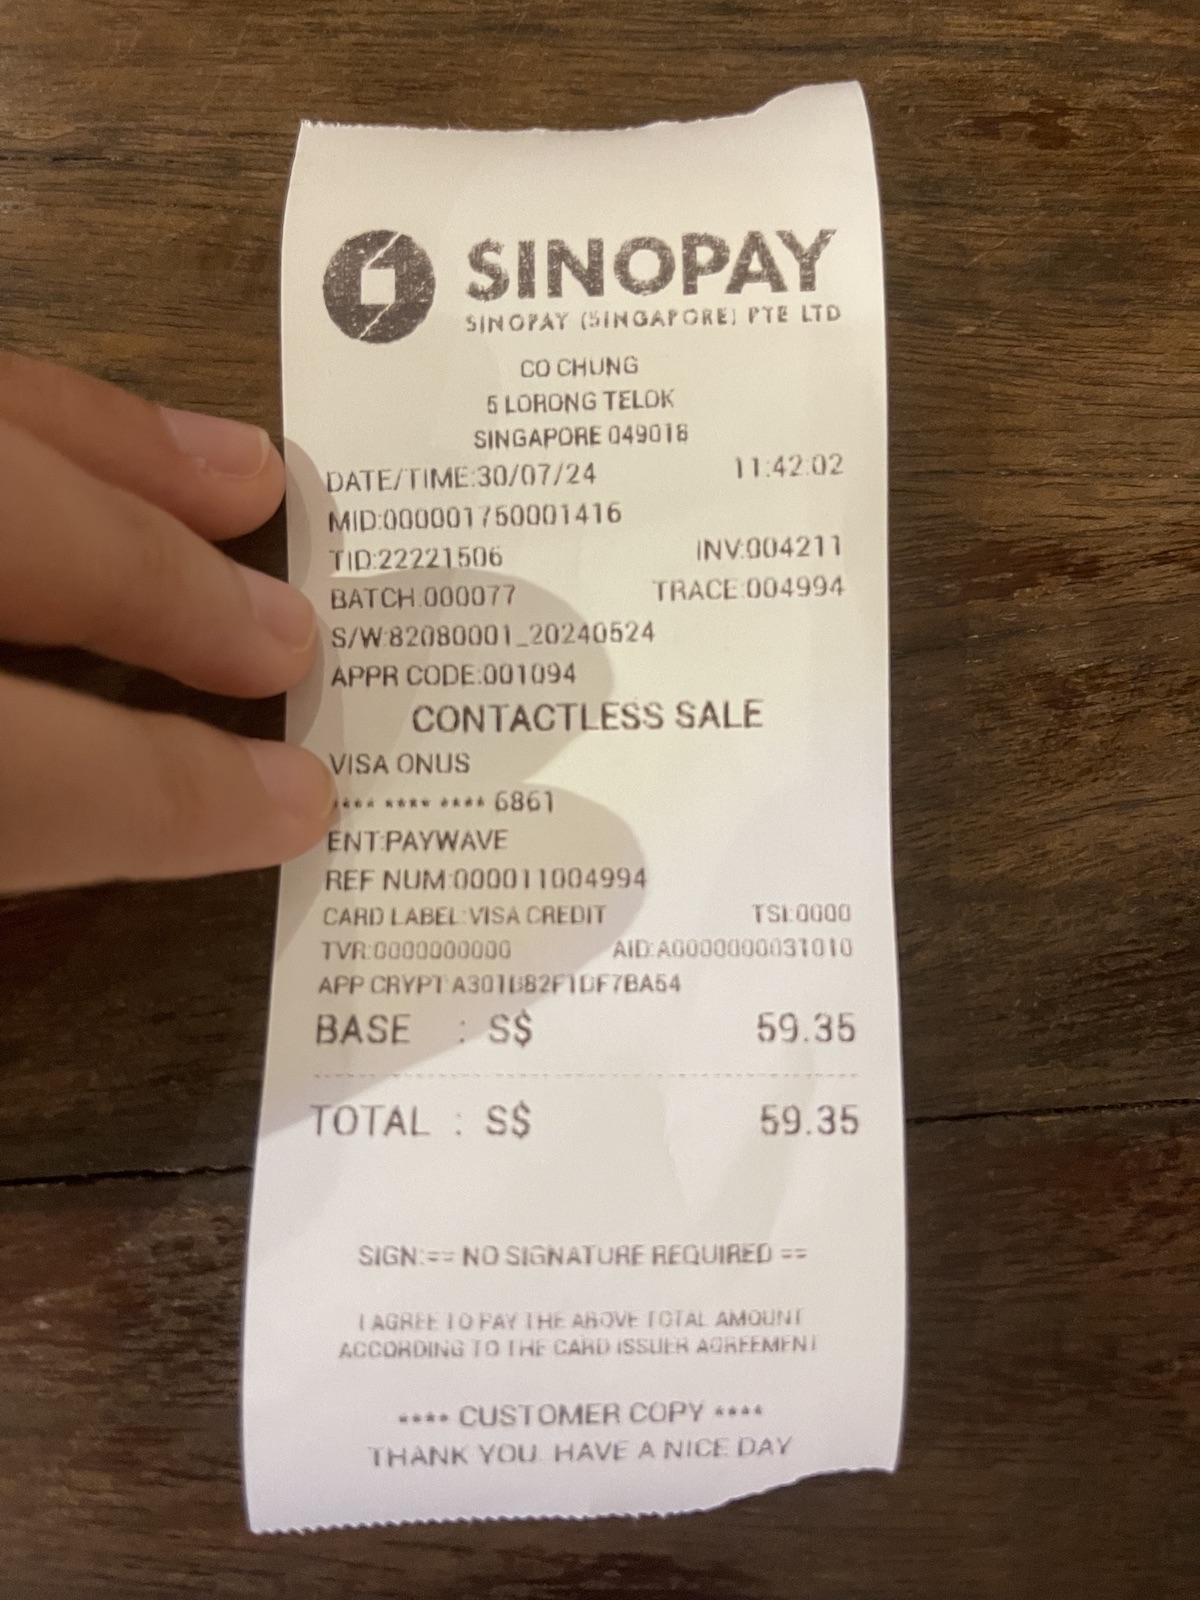 SINOPAY
SINOPAY (SINGAPORE) PTE LTD
CO CHUNG
5 LORONG TELOK
SINGAPORE 049018
DATE/TIME:30/07/24 11:42:02
MID:000001750001416
TID:22221506 INV:004211
BATCH:000077 TRACE:004994
S/W:82080001_20240524
APPR CODE:001094
CONTACTLESS SALE
VISA ONUS
**** **** **** 6861
ENT:PAYWAVE
REF NUM:000011004994
CARD LABEL:VISA CREDIT TSI:0000
TVR:0000000000 AID:A0000000031010
APP CRYPT
BASE : S$ 59.35
TOTAL : S$ 59.35
SIGN:== NO SIGNATURE REQUIRED ==
I AGREE TO PAY THE ABOVE TOTAL AMOUNT
ACCORDING TO THE CARD ISSUER AGREEMENT
**** CUSTOMER COPY ****
THANK YOU. HAVE A NICE DAY